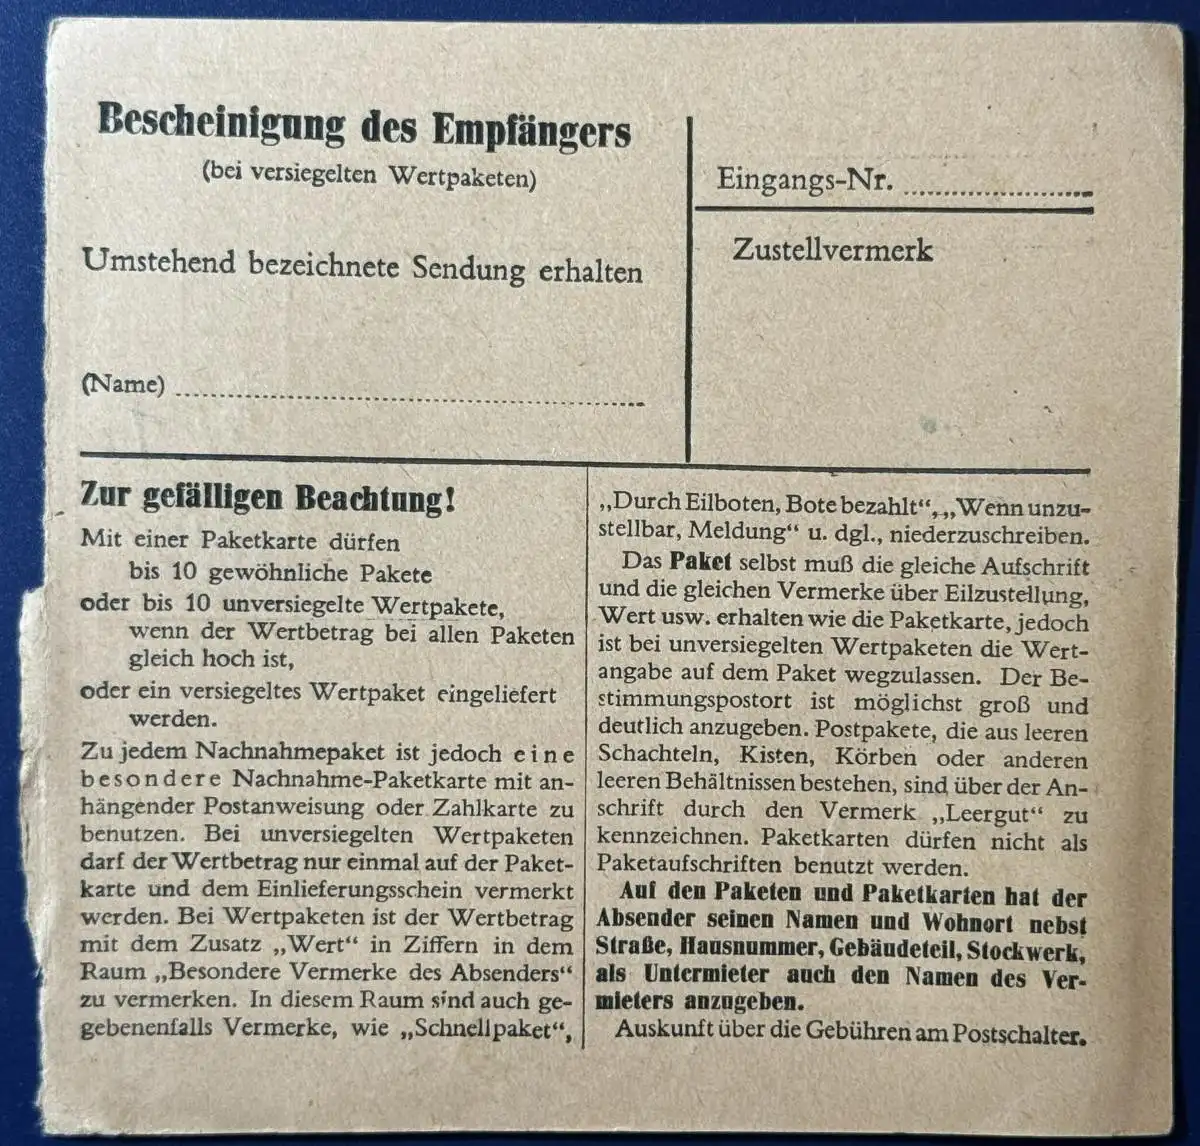 Bescheinigung des Empfängers
(bei versiegelten Wertpaketen)
Umstehend bezeichnete Sendung erhalten
(Name)
Eingangs-Nr.
Zustellvermerk
Zur gefälligen Beachtung!
Mit einer Paketkarte dürfen
bis 10 gewöhnliche Pakete
oder bis 10 unversiegelte Wertpakete,
wenn der Wertbetrag bei allen Paketen
gleich hoch ist,
oder ein versiegeltes Wertpaket eingeliefert
werden.
Zu jedem Nachnahmepaket ist jedoch eine
besondere Nachnahme-Paketkarte mit an-
hängender Postanweisung oder Zahlkarte zu
benutzen. Bei unversiegelten Wertpaketen
darf der Wertbetrag nur einmal auf der Paket-
karte und dem Einlieferungsschein vermerkt
werden. Bei Wertpaketen ist der Wertbetrag
mit dem Zusatz „Wert“ in Ziffern in dem
Raum „Besondere Vermerke des Absenders“
zu vermerken. In diesem Raum sind auch ge-
gebenenfalls Vermerke, wie „Schnellpaket“,
„Durch Eilboten, Bote bezahlt“, „Wenn unzu-
stellbar, Meldung“ u. dgl., niederzuschreiben.
Das Paket selbst muß die gleiche Aufschrift
und die gleichen Vermerke über Eilzustellung,
Wert usw. erhalten wie die Paketkarte, jedoch
ist bei unversiegelten Wertpaketen die Wert-
angabe auf dem Paket wegzulassen. Der Be-
stimmungspostort ist möglichst groß und
deutlich anzugeben. Postpakete, die aus leeren
Schachteln, Kisten, Körben oder anderen
leeren Behältnissen bestehen, sind über der An-
schrift durch den Vermerk „Leergut“ zu
kennzeichnen. Paketkarten dürfen nicht als
Paketaufschriften benutzt werden.
Auf den Paketen und Paketkarten hat der
Absender seinen Namen und Wohnort nebst
Straße, Hausnummer, Gebäudeteil, Stockwerk,
als Untermieter auch den Namen des Ver-
mieters anzugeben.
Auskunft über die Gebühren am Postschalter.